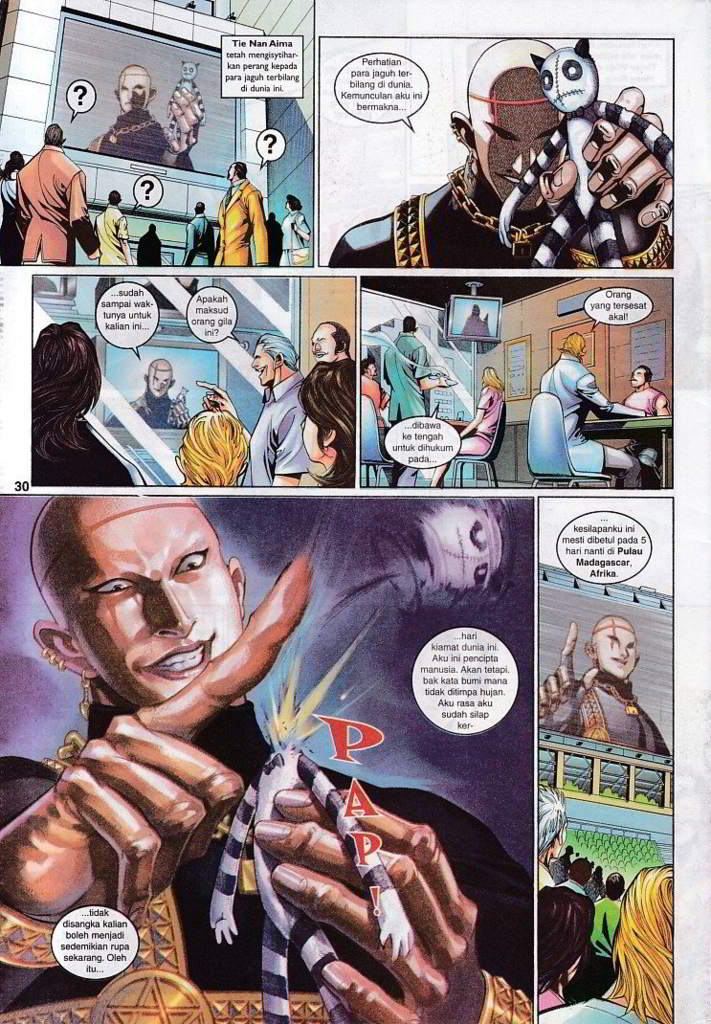 Tie Nan Aima
tetah mengisytihar-
kan perang kepada
para jaguh terbilang
di dunia ini.
?
?
?
Perhatian
para jaguh ter-
bilang di dunia.
Kemunculan aku ini
bermakna...
...sudah
sampai wak-
tunya untuk
kalian ini...
Apakah
maksud
orang gila
ini?
Orang
yang tersesat
akal!
...dibawa
ke tengah
untuk dihukum
pada...
30
...hari
kiamat dunia ini.
Aku ini pencipta
manusia. Akan tetapi,
bak kata bumi mana
tidak ditimpa hujan.
Aku rasa aku
sudah silap
ker-
PAP!
...tidak
disangka kalian
boleh menjadi
sedemikian rupa
sekarang. Oleh
itu...
...
kesilapanku ini
mesti dibetul pada 5
hari nanti di Pulau
Madagascar,
Afrika.